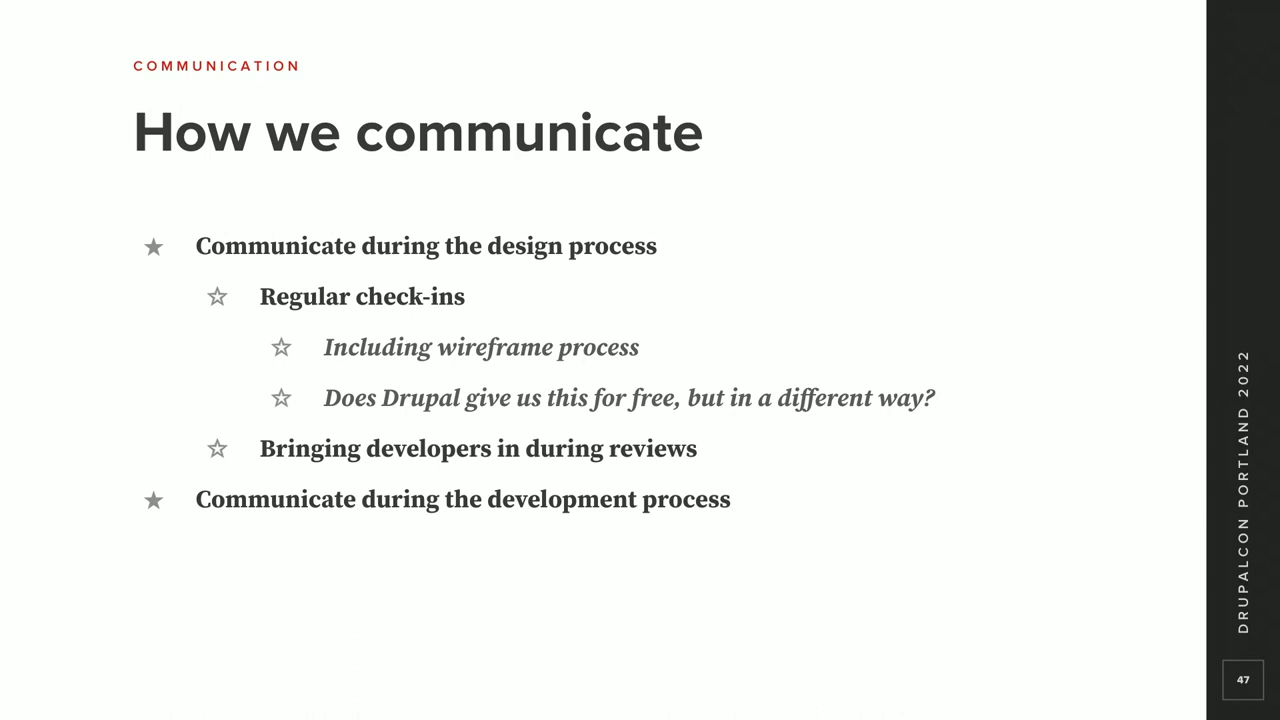 COMMUNICATION
How we communicate
Communicate during the design process
Regular check-ins
Including wireframe process
Does Drupal give us this for free, but in a different way?
Bringing developers in during reviews
Communicate during the development process
DRUPALCON PORTLAND 2022
47